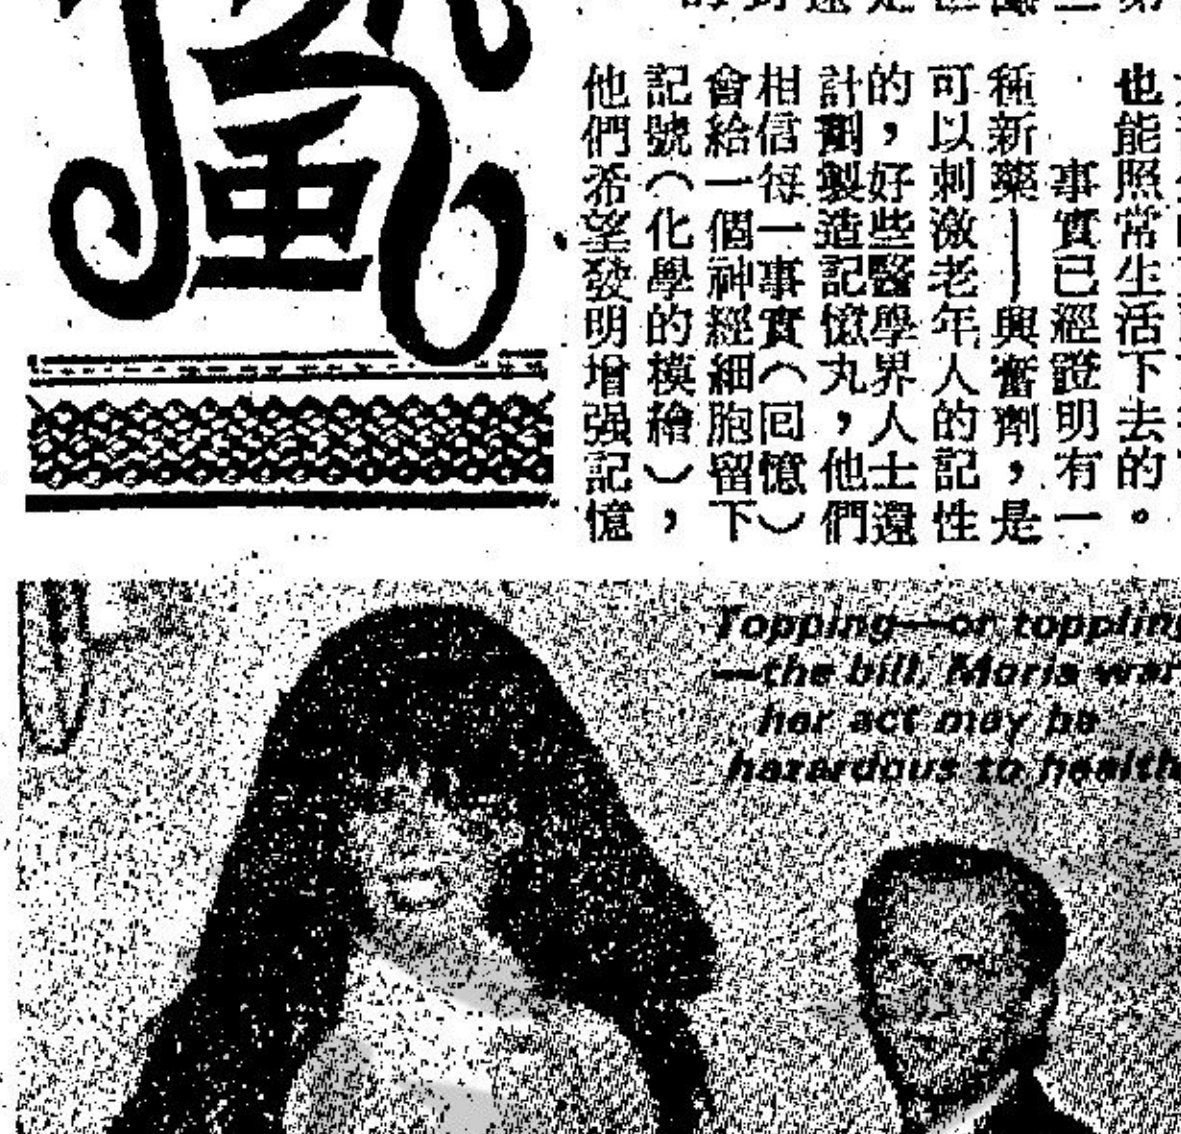 也能照常生活下去的。
事實已經證明有一
種新藥——興奮劑，是
可以刺激老年人的記性
的，好些醫學界人士還
計劃製造記憶丸，他們
相信每一事實（回憶）
會給一個神經細胞留下
記號（化學的模繪），
他們希望發明增强記憶
Topping—or toppling
—the bill, Maria
her act may be
hazardous to health